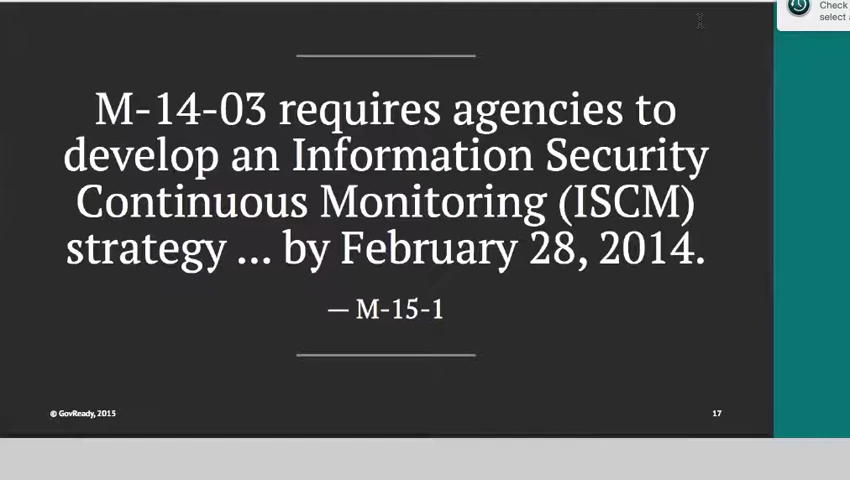 Check
select
M-14-03 requires agencies to
develop an Information Security
Continuous Monitoring (ISCM)
strategy ... by February 28, 2014.
— M-15-1
© GovReady, 2015
17